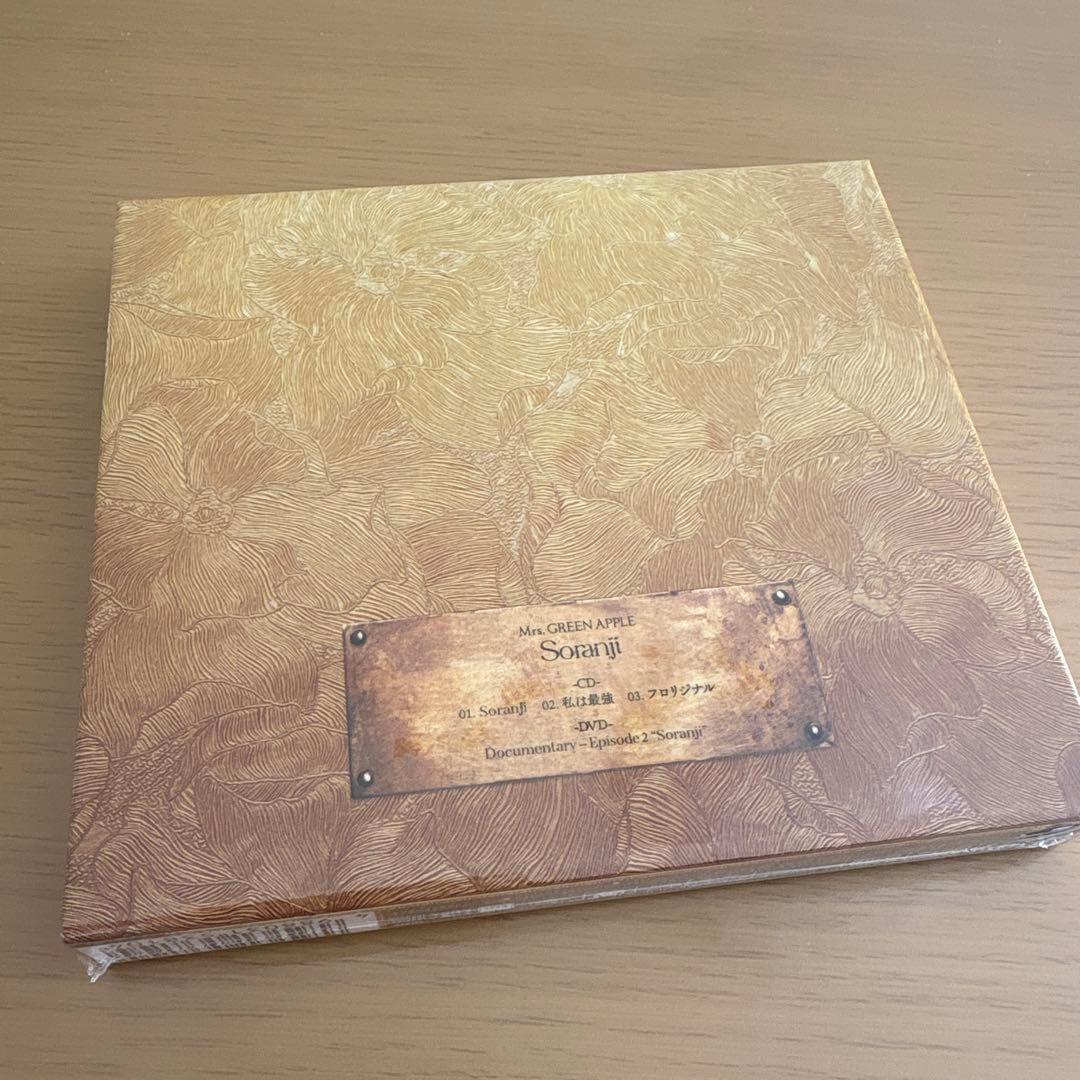 Mrs. GREEN APPLE
Soranji
-CD-
01. Soranji 02. 私は最強 03. フロリジナル
-DVD-
Documentary – Episode 2 “Soranji”